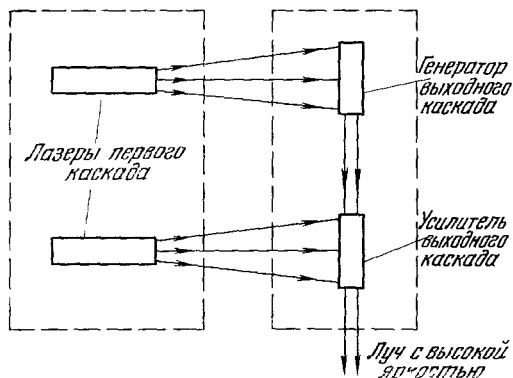 Генератор
выходного
каскада
Лазеры первого
каскада
Усилитель
выходного
каскада
Луч с высокой
яркостью